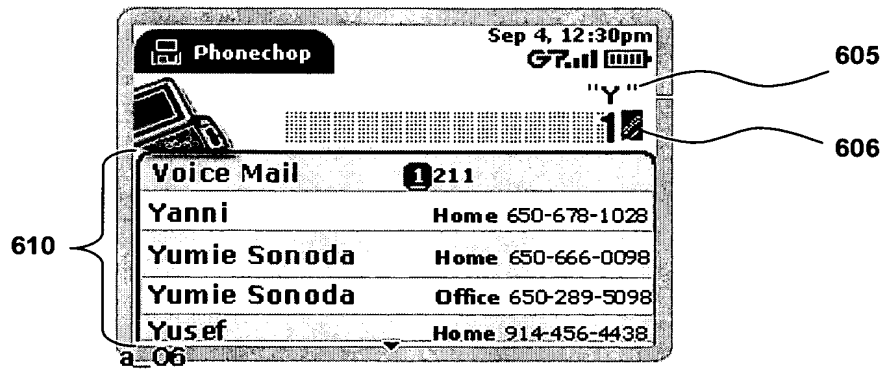 Sep 4, 12:30pm
Phonechop
G7
605
"Y"
1
606
Voice Mail 1 211
Yanni Home 650-678-1028
610
Yumie Sonoda Home 650-666-0098
Yumie Sonoda Office 650-289-5098
Yusef Home 914-456-4438
a_06